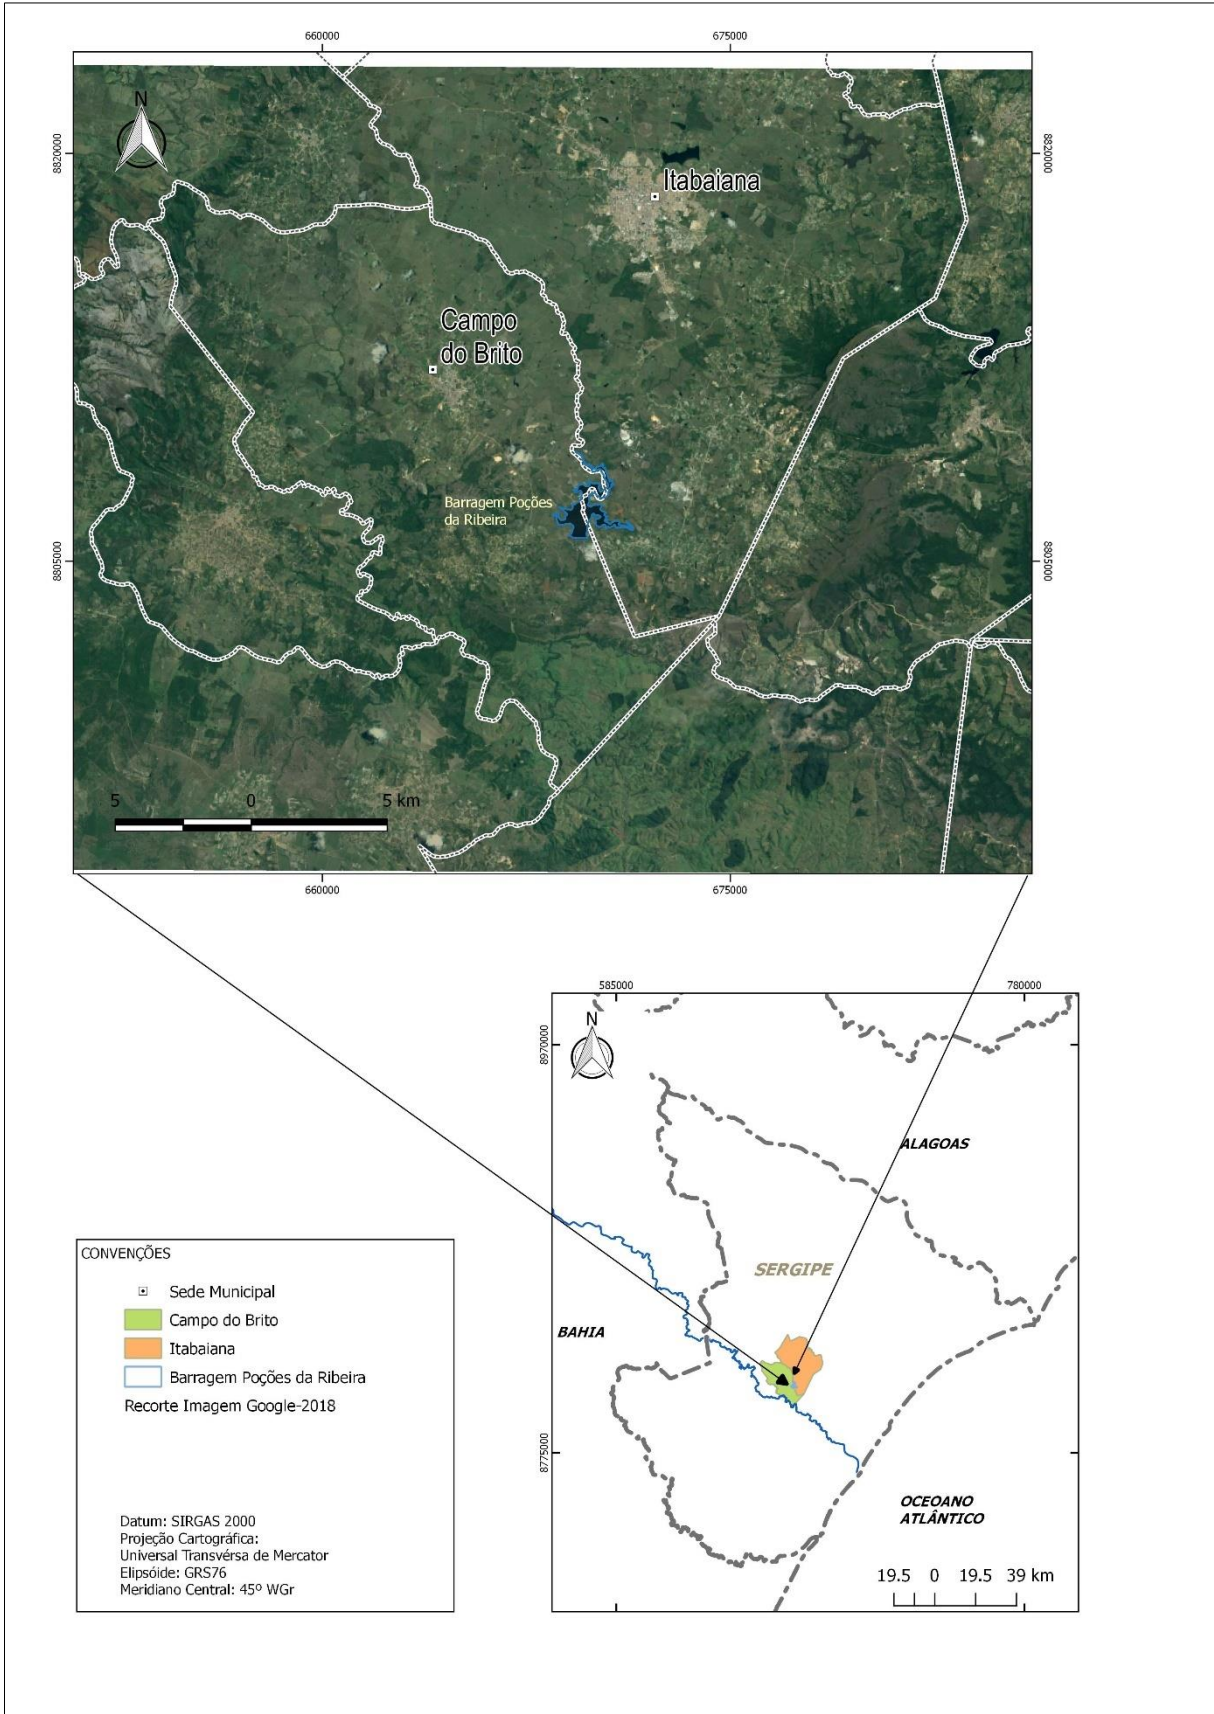 660000
675000
N
8820000
8820000
Itabaiana
Campo
do Brito
Barragem Poções
da Ribeira
8805000
8805000
5 0 5 km
660000
675000
585000
780000
N
8970000
ALAGOAS
SERGIPE
BAHIA
8775000
OCEOANO
ATLÂNTICO
19.5 0 19.5 39 km
CONVENÇÕES
Sede Municipal
Campo do Brito
Itabaiana
Barragem Poções da Ribeira
Recorte Imagem Google-2018
Datum: SIRGAS 2000
Projeção Cartográfica:
Universal Transvérsa de Mercator
Elipsóide: GRS76
Meridiano Central: 45º WGr